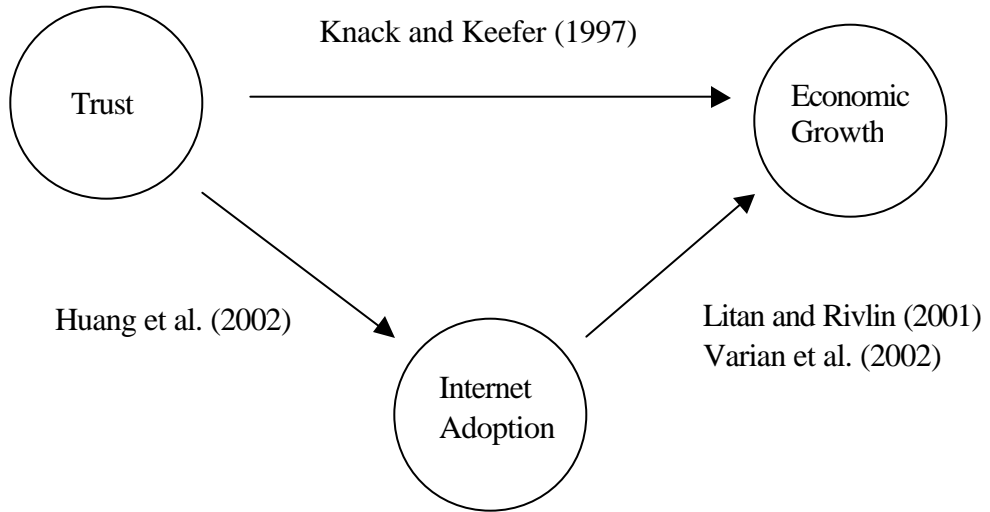 Knack and Keefer (1997)
Trust
Economic
Growth
Huang et al. (2002)
Litan and Rivlin (2001)
Varian et al. (2002)
Internet
Adoption